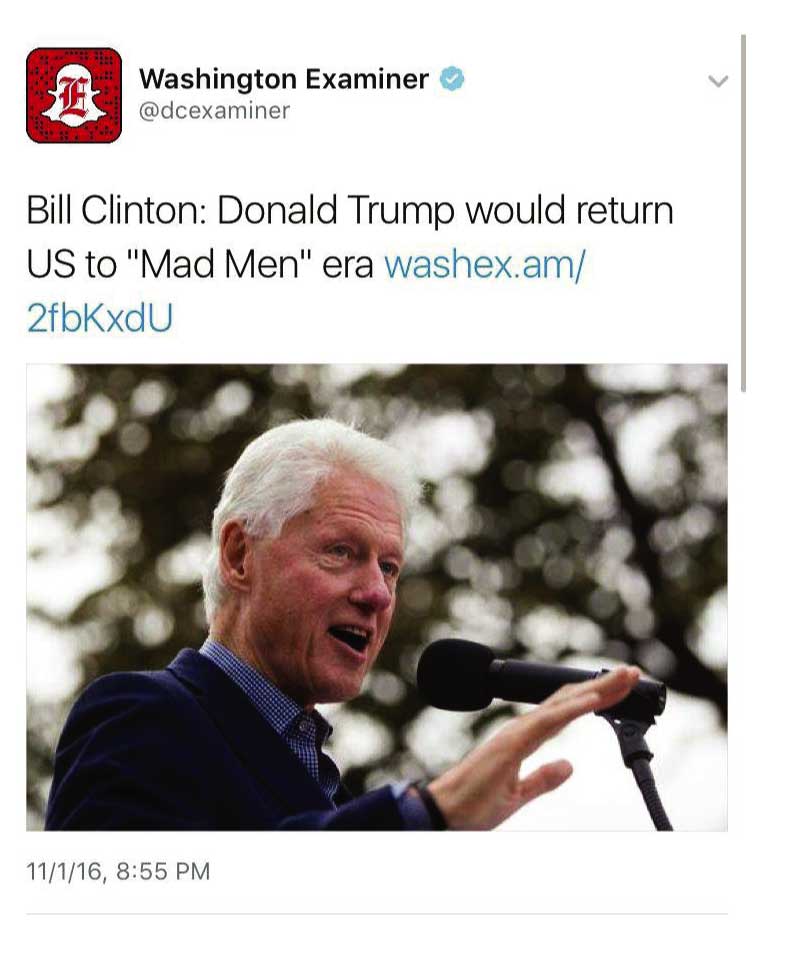 Washington Examiner
@dcexaminer
Bill Clinton: Donald Trump would return
US to "Mad Men" era washex.am/
2fbKxdU
11/1/16, 8:55 PM